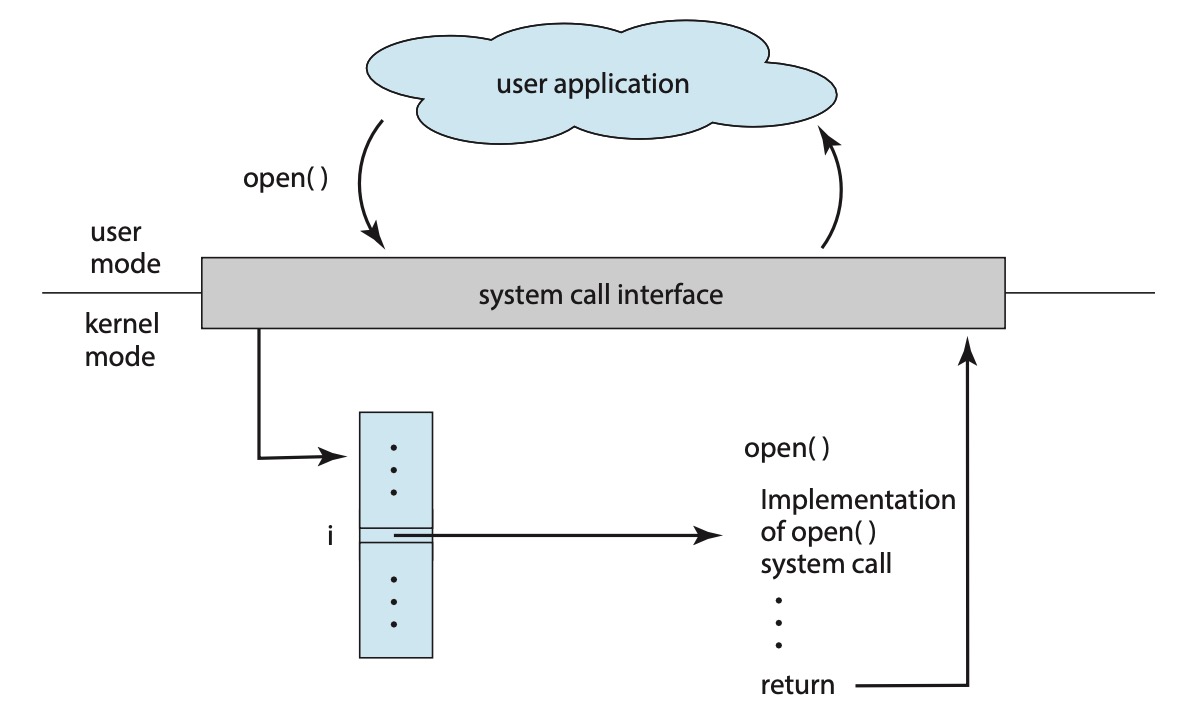 user application
open( )
user
mode
system call interface
kernel
mode
open( )
Implementation
of open( )
system call
i
return